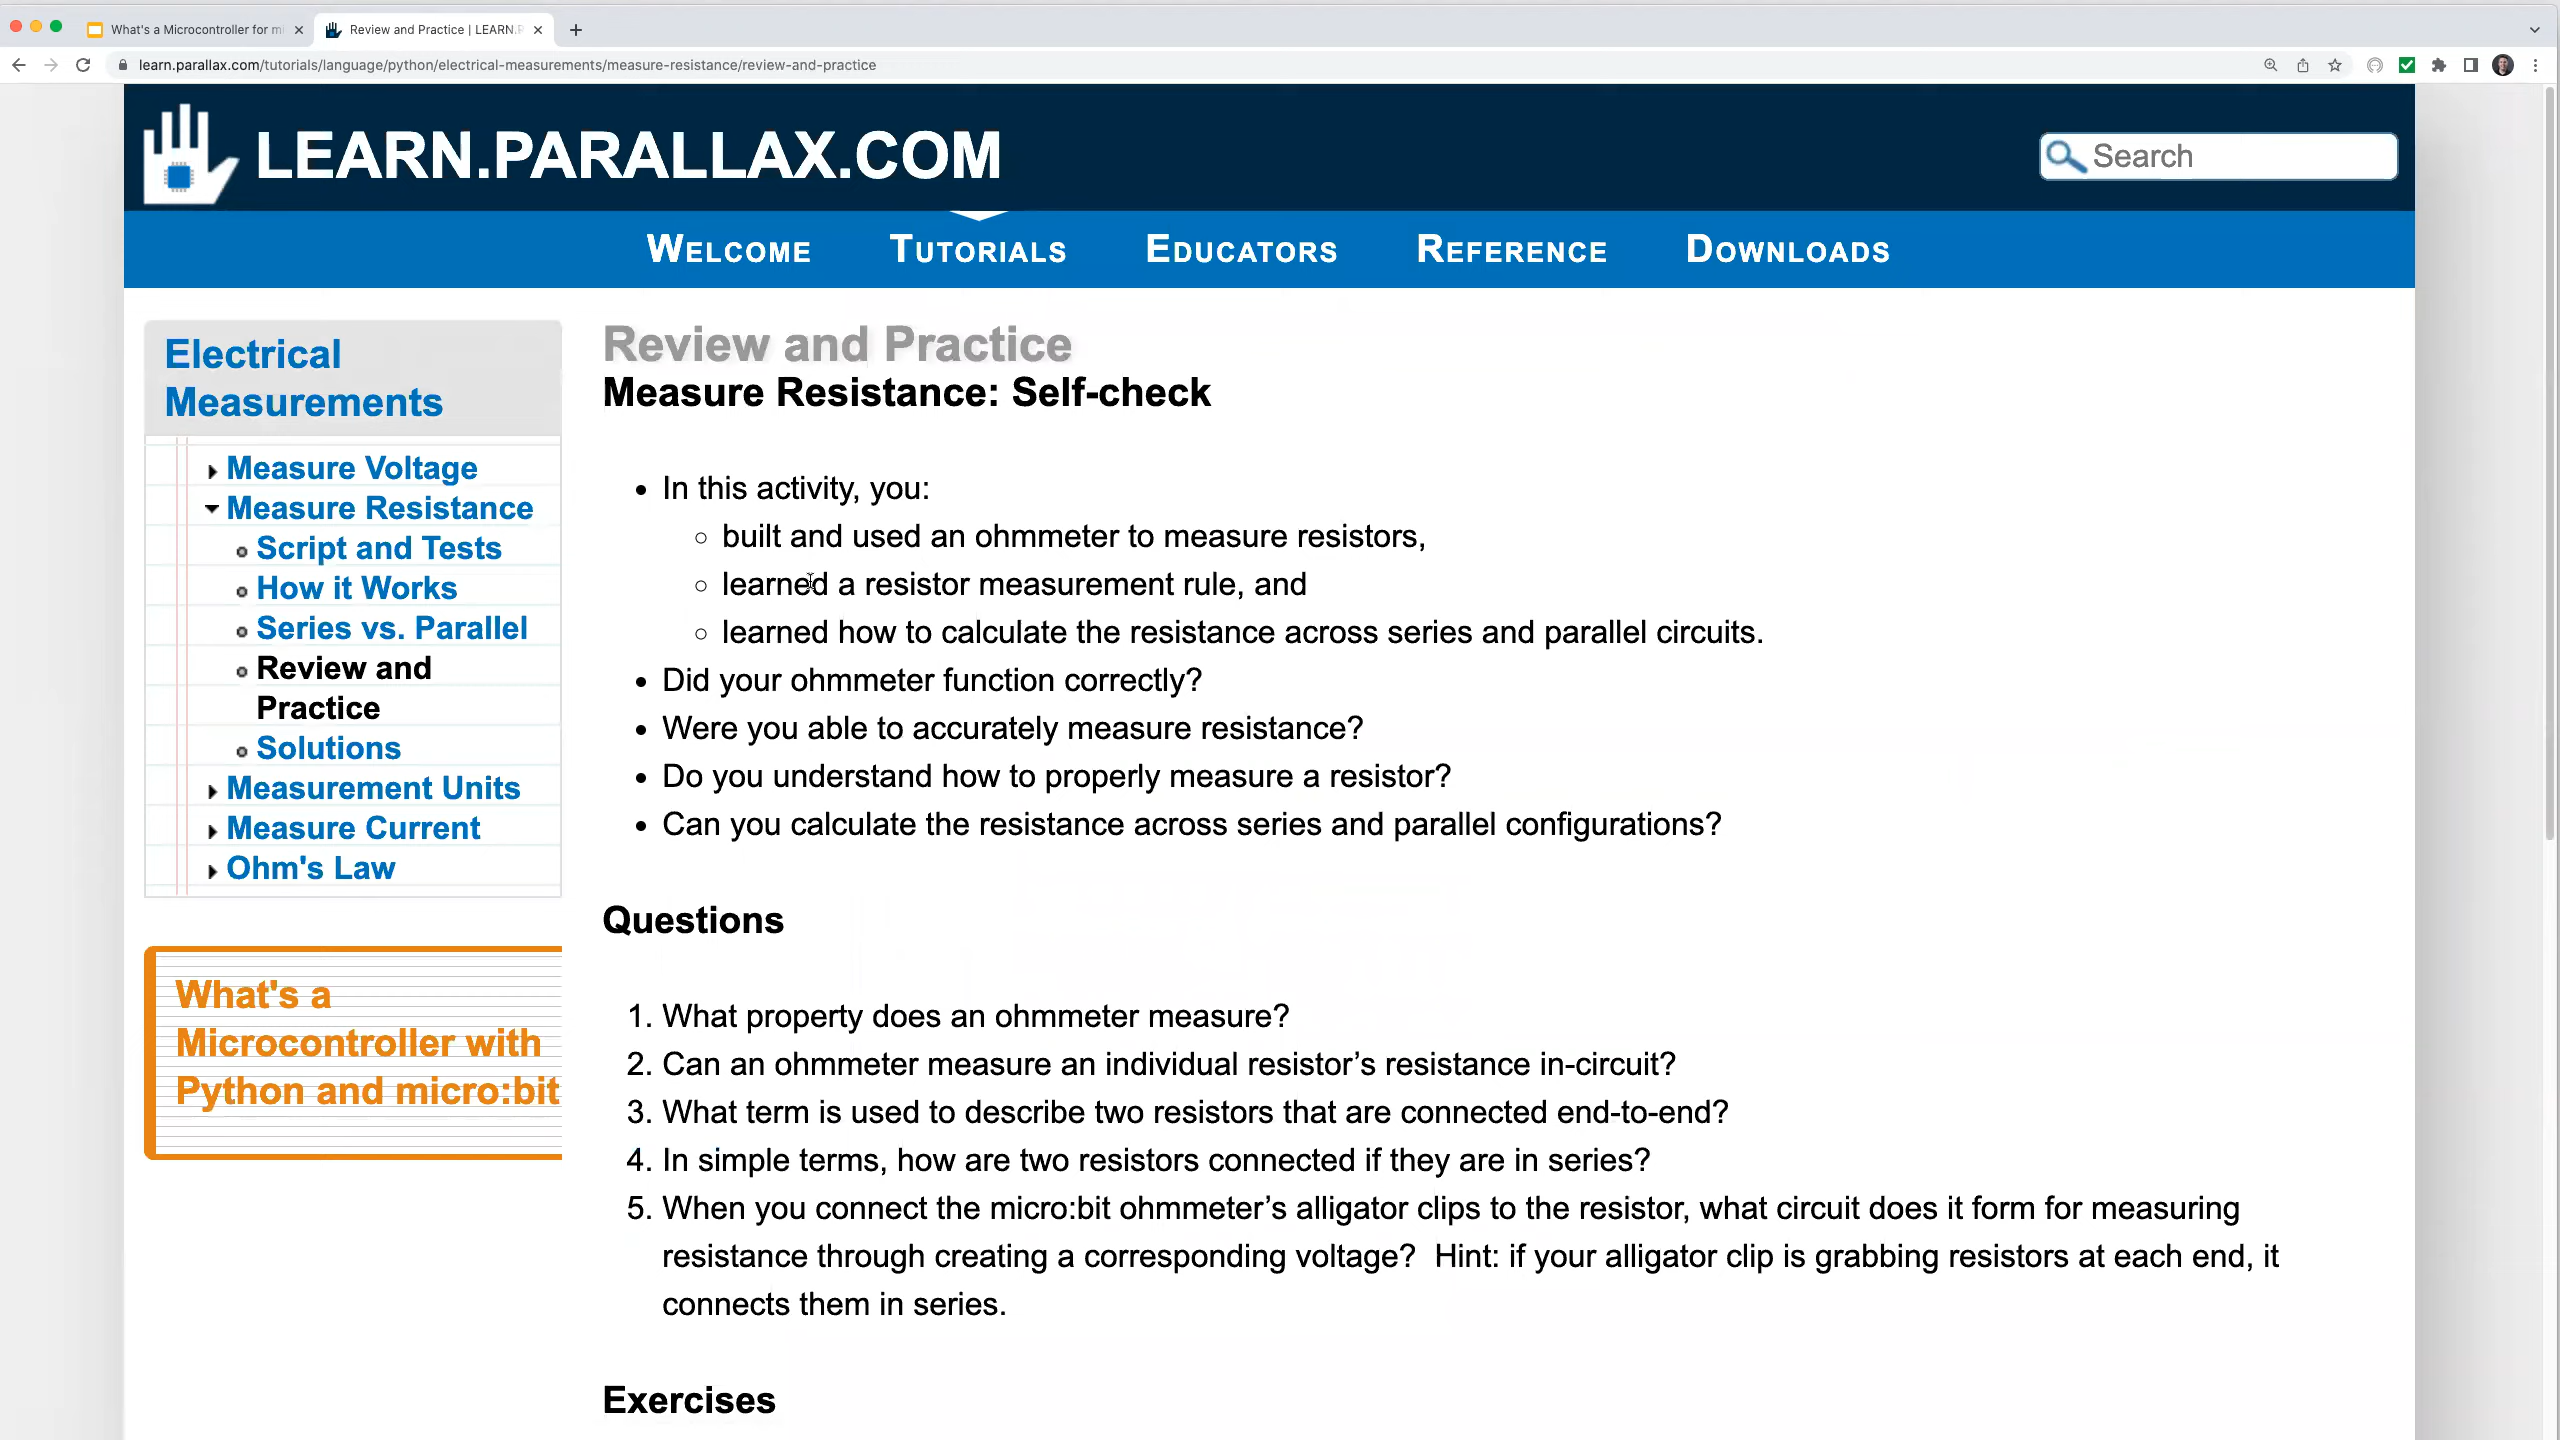 What's a Microcontroller for mi
Review and Practice | LEARN.P
learn.parallax.com/tutorials/language/python/electrical-measurements/measure-resistance/review-and-practice
LEARN.PARALLAX.COM
Search
WELCOME TUTORIALS EDUCATORS REFERENCE DOWNLOADS
Electrical
Measurements
Measure Voltage
Measure Resistance
Script and Tests
How it Works
Series vs. Parallel
Review and
Practice
Solutions
Measurement Units
Measure Current
Ohm's Law
What's a
Microcontroller with
Python and micro:bit
Review and Practice
Measure Resistance: Self-check
• In this activity, you:
○ built and used an ohmmeter to measure resistors,
○ learned a resistor measurement rule, and
○ learned how to calculate the resistance across series and parallel circuits.
• Did your ohmmeter function correctly?
• Were you able to accurately measure resistance?
• Do you understand how to properly measure a resistor?
• Can you calculate the resistance across series and parallel configurations?
Questions
1. What property does an ohmmeter measure?
2. Can an ohmmeter measure an individual resistor’s resistance in-circuit?
3. What term is used to describe two resistors that are connected end-to-end?
4. In simple terms, how are two resistors connected if they are in series?
5. When you connect the micro:bit ohmmeter’s alligator clips to the resistor, what circuit does it form for measuring
resistance through creating a corresponding voltage?  Hint: if your alligator clip is grabbing resistors at each end, it
connects them in series.
Exercises